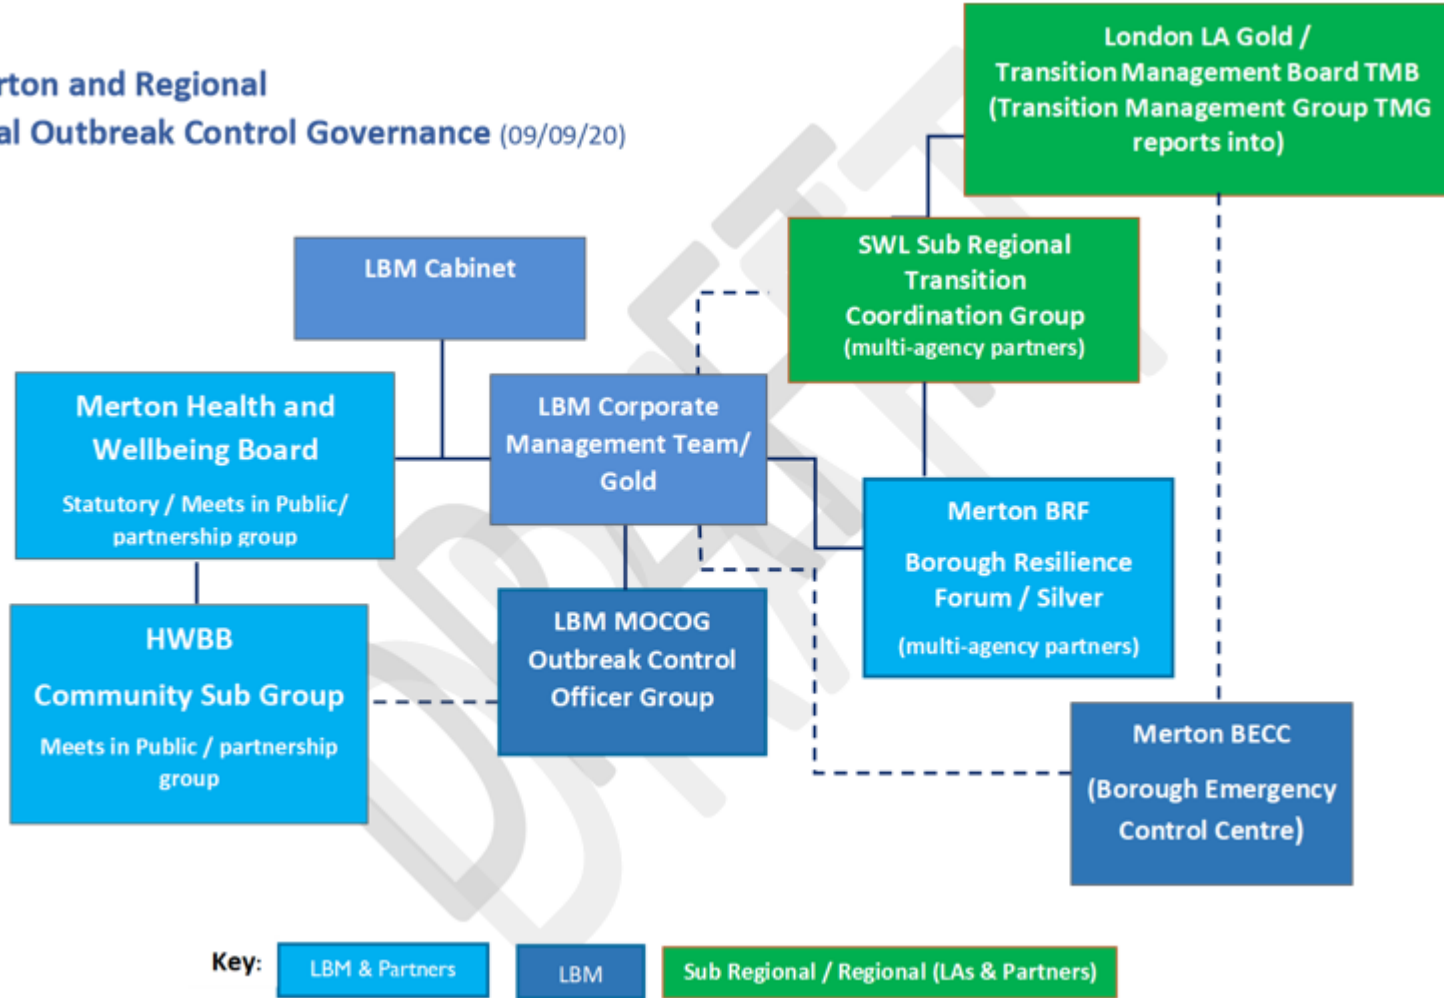 rton and Regional
al Outbreak Control Governance (09/09/20)
London LA Gold /
Transition Management Board TMB
(Transition Management Group TMG
reports into)
SWL Sub Regional
Transition
Coordination Group
(multi-agency partners)
LBM Cabinet
Merton Health and
Wellbeing Board
Statutory / Meets in Public/
partnership group
LBM Corporate
Management Team/
Gold
Merton BRF
Borough Resilience
Forum / Silver
(multi-agency partners)
HWBB
Community Sub Group
Meets in Public / partnership
group
LBM MOCOG
Outbreak Control
Officer Group
Merton BECC
(Borough Emergency
Control Centre)
DRAFT
Key:
LBM & Partners
LBM
Sub Regional / Regional (LAs & Partners)